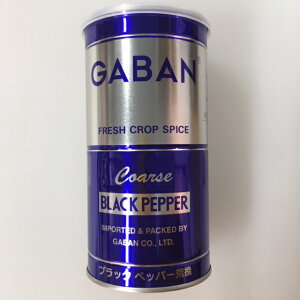 GABAN
FRESH CROP SPICE
Coarse
BLACK PEPPER
IMPORTED & PACKED BY
GABAN CO., LTD.
ブラックペッパー荒挽